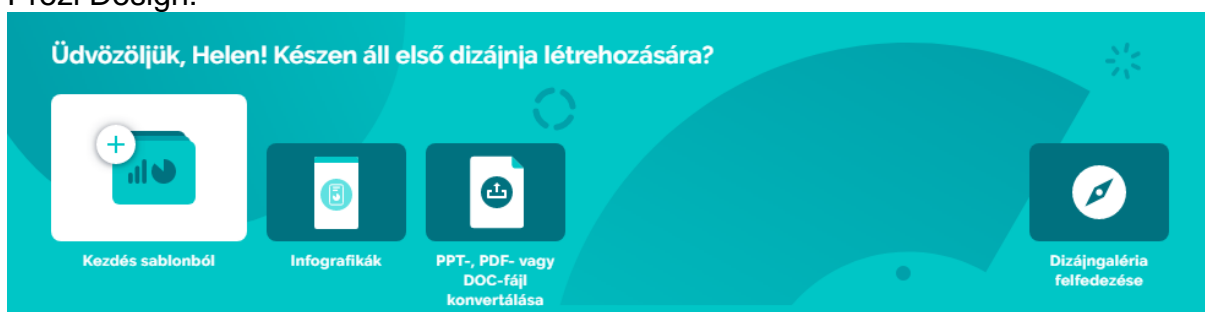 Prezi Design:
Üdvözöljük, Helen! Készen áll első dizájnja létrehozására?
Kezdés sablonból
Infografikák
PPT-, PDF- vagy
DOC-fájl
konvertálása
Dizájngaléria
felfedezése